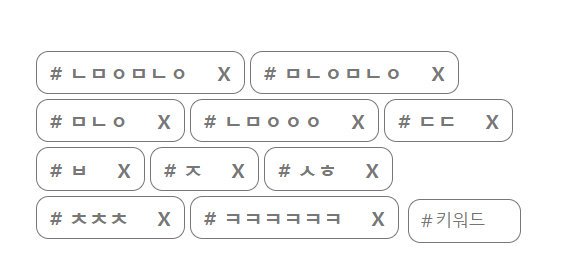 # ㄴㅁㅇㅁㄴㅇ X # ㅁㄴㅇㅁㄴㅇ X
# ㅁㄴㅇ X # ㄴㅁㅇㅇㅇ X # ㄷㄷ X
# ㅂ X # ㅈ X # ㅅㅎ X
# ㅊㅊㅊ X # ㅋㅋㅋㅋㅋㅋ X #키워드